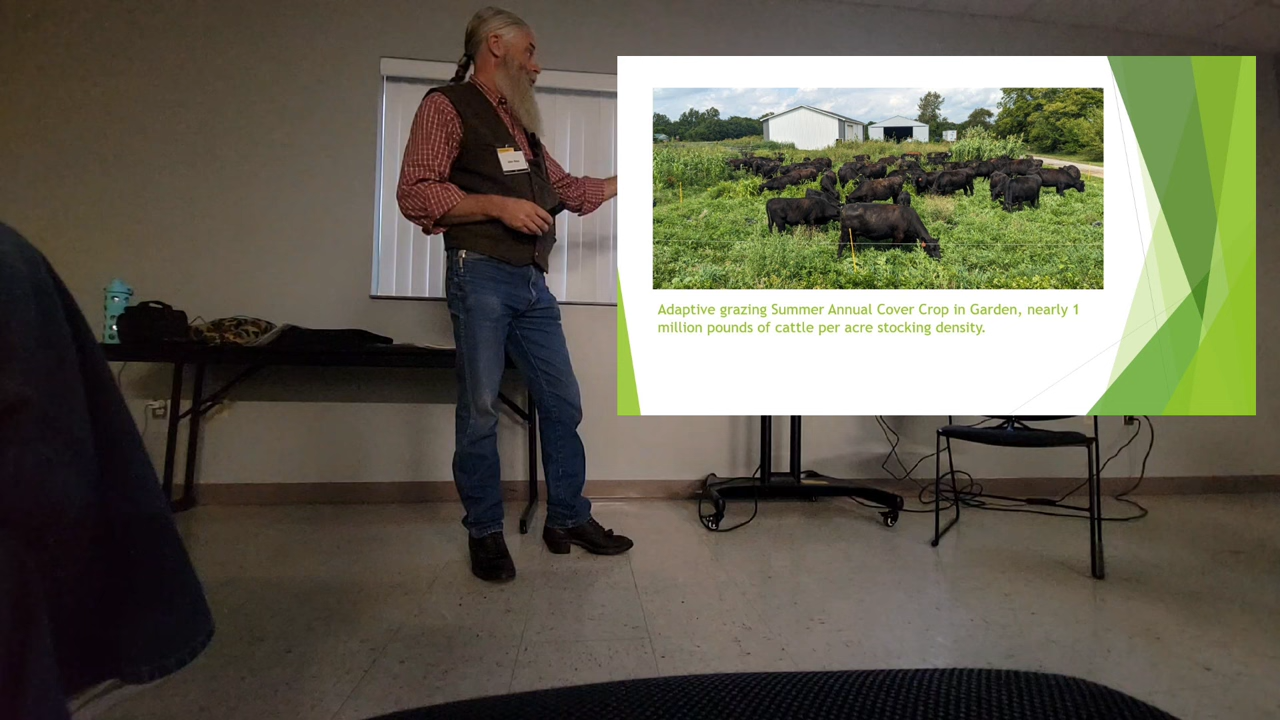 Adaptive grazing Summer Annual Cover Crop in Garden, nearly 1
million pounds of cattle per acre stocking density.